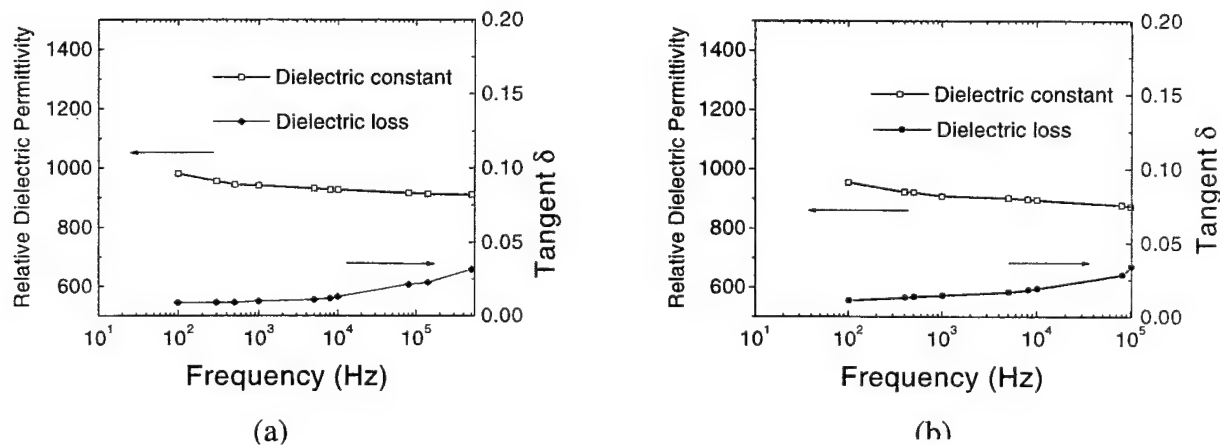 Relative Dielectric Permittivity
1400
1200
1000
800
600
0.20
0.15
0.10
0.05
0.00
Tangent δ
Dielectric constant
Dielectric loss
10¹
10²
10³
10⁴
10⁵
Frequency (Hz)
(a)
Relative Dielectric Permittivity
1400
1200
1000
800
600
0.20
0.15
0.10
0.05
0.00
Tangent δ
Dielectric constant
Dielectric loss
10¹
10²
10³
10⁴
10⁵
Frequency (Hz)
(b)